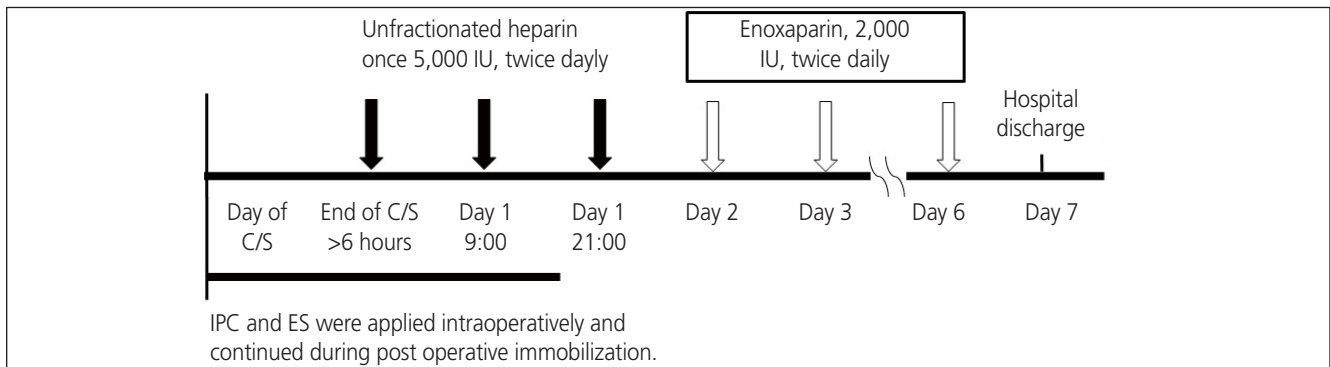 Unfractionated heparin
once 5,000 IU, twice dayly
Enoxaparin, 2,000
IU, twice daily
Hospital
discharge
Day of
C/S
End of C/S
>6 hours
Day 1
9:00
Day 1
21:00
Day 2
Day 3
Day 6
Day 7
IPC and ES were applied intraoperatively and
continued during post operative immobilization.